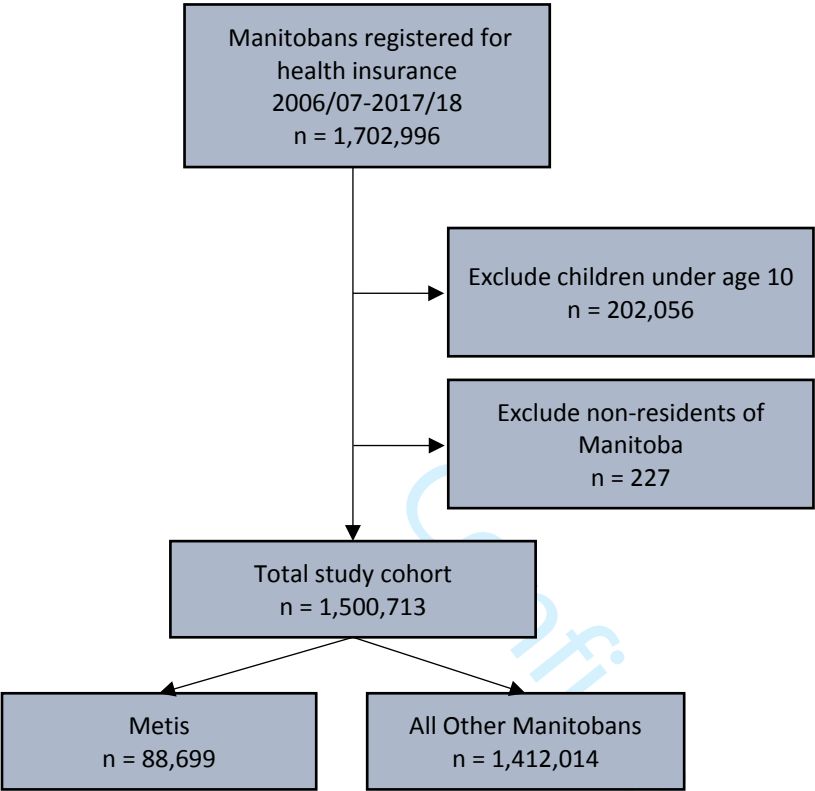 Manitobans registered for
health insurance
2006/07-2017/18
n = 1,702,996
Exclude children under age 10
n = 202,056
Exclude non-residents of
Manitoba
n = 227
Total study cohort
n = 1,500,713
Metis
n = 88,699
All Other Manitobans
n = 1,412,014